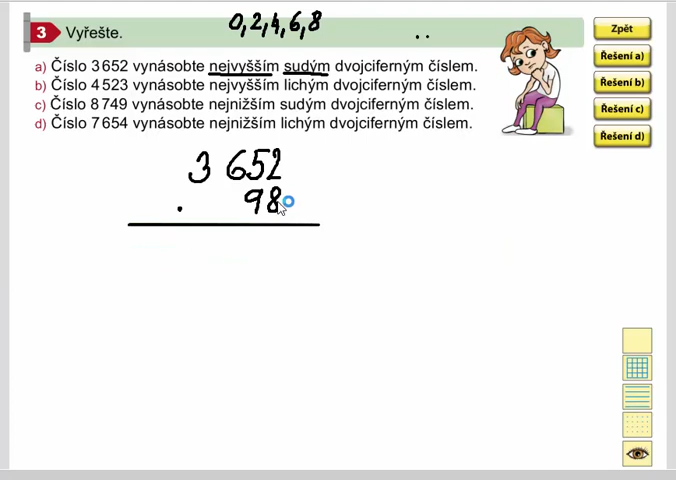 3 Vyřešte. 0,2,4,6,8 . .
a) Číslo 3 652 vynásobte nejvyšším sudým dvojciferným číslem.
b) Číslo 4 523 vynásobte nejvyšším lichým dvojciferným číslem.
c) Číslo 8 749 vynásobte nejnižším sudým dvojciferným číslem.
d) Číslo 7 654 vynásobte nejnižším lichým dvojciferným číslem.
3 652
. 98
Zpět
Řešení a)
Řešení b)
Řešení c)
Řešení d)